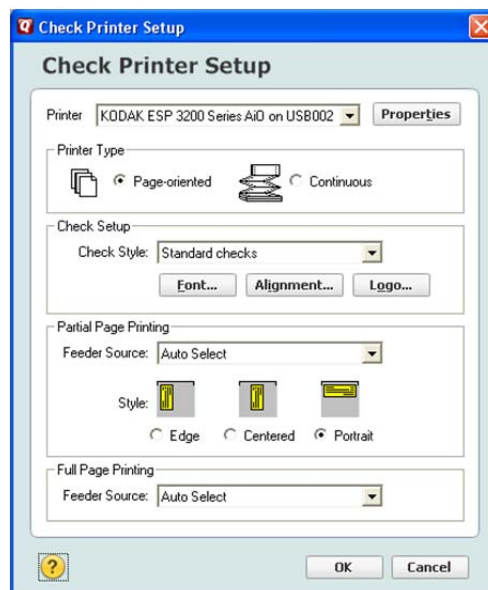 Check Printer Setup
Check Printer Setup
Printer KODAK ESP 3200 Series AiO on USB002 Properties
Printer Type
Page-oriented Continuous
Check Setup
Check Style: Standard checks
Font... Alignment... Logo...
Partial Page Printing
Feeder Source: Auto Select
Style:
Edge Centered Portrait
Full Page Printing
Feeder Source: Auto Select
? OK Cancel